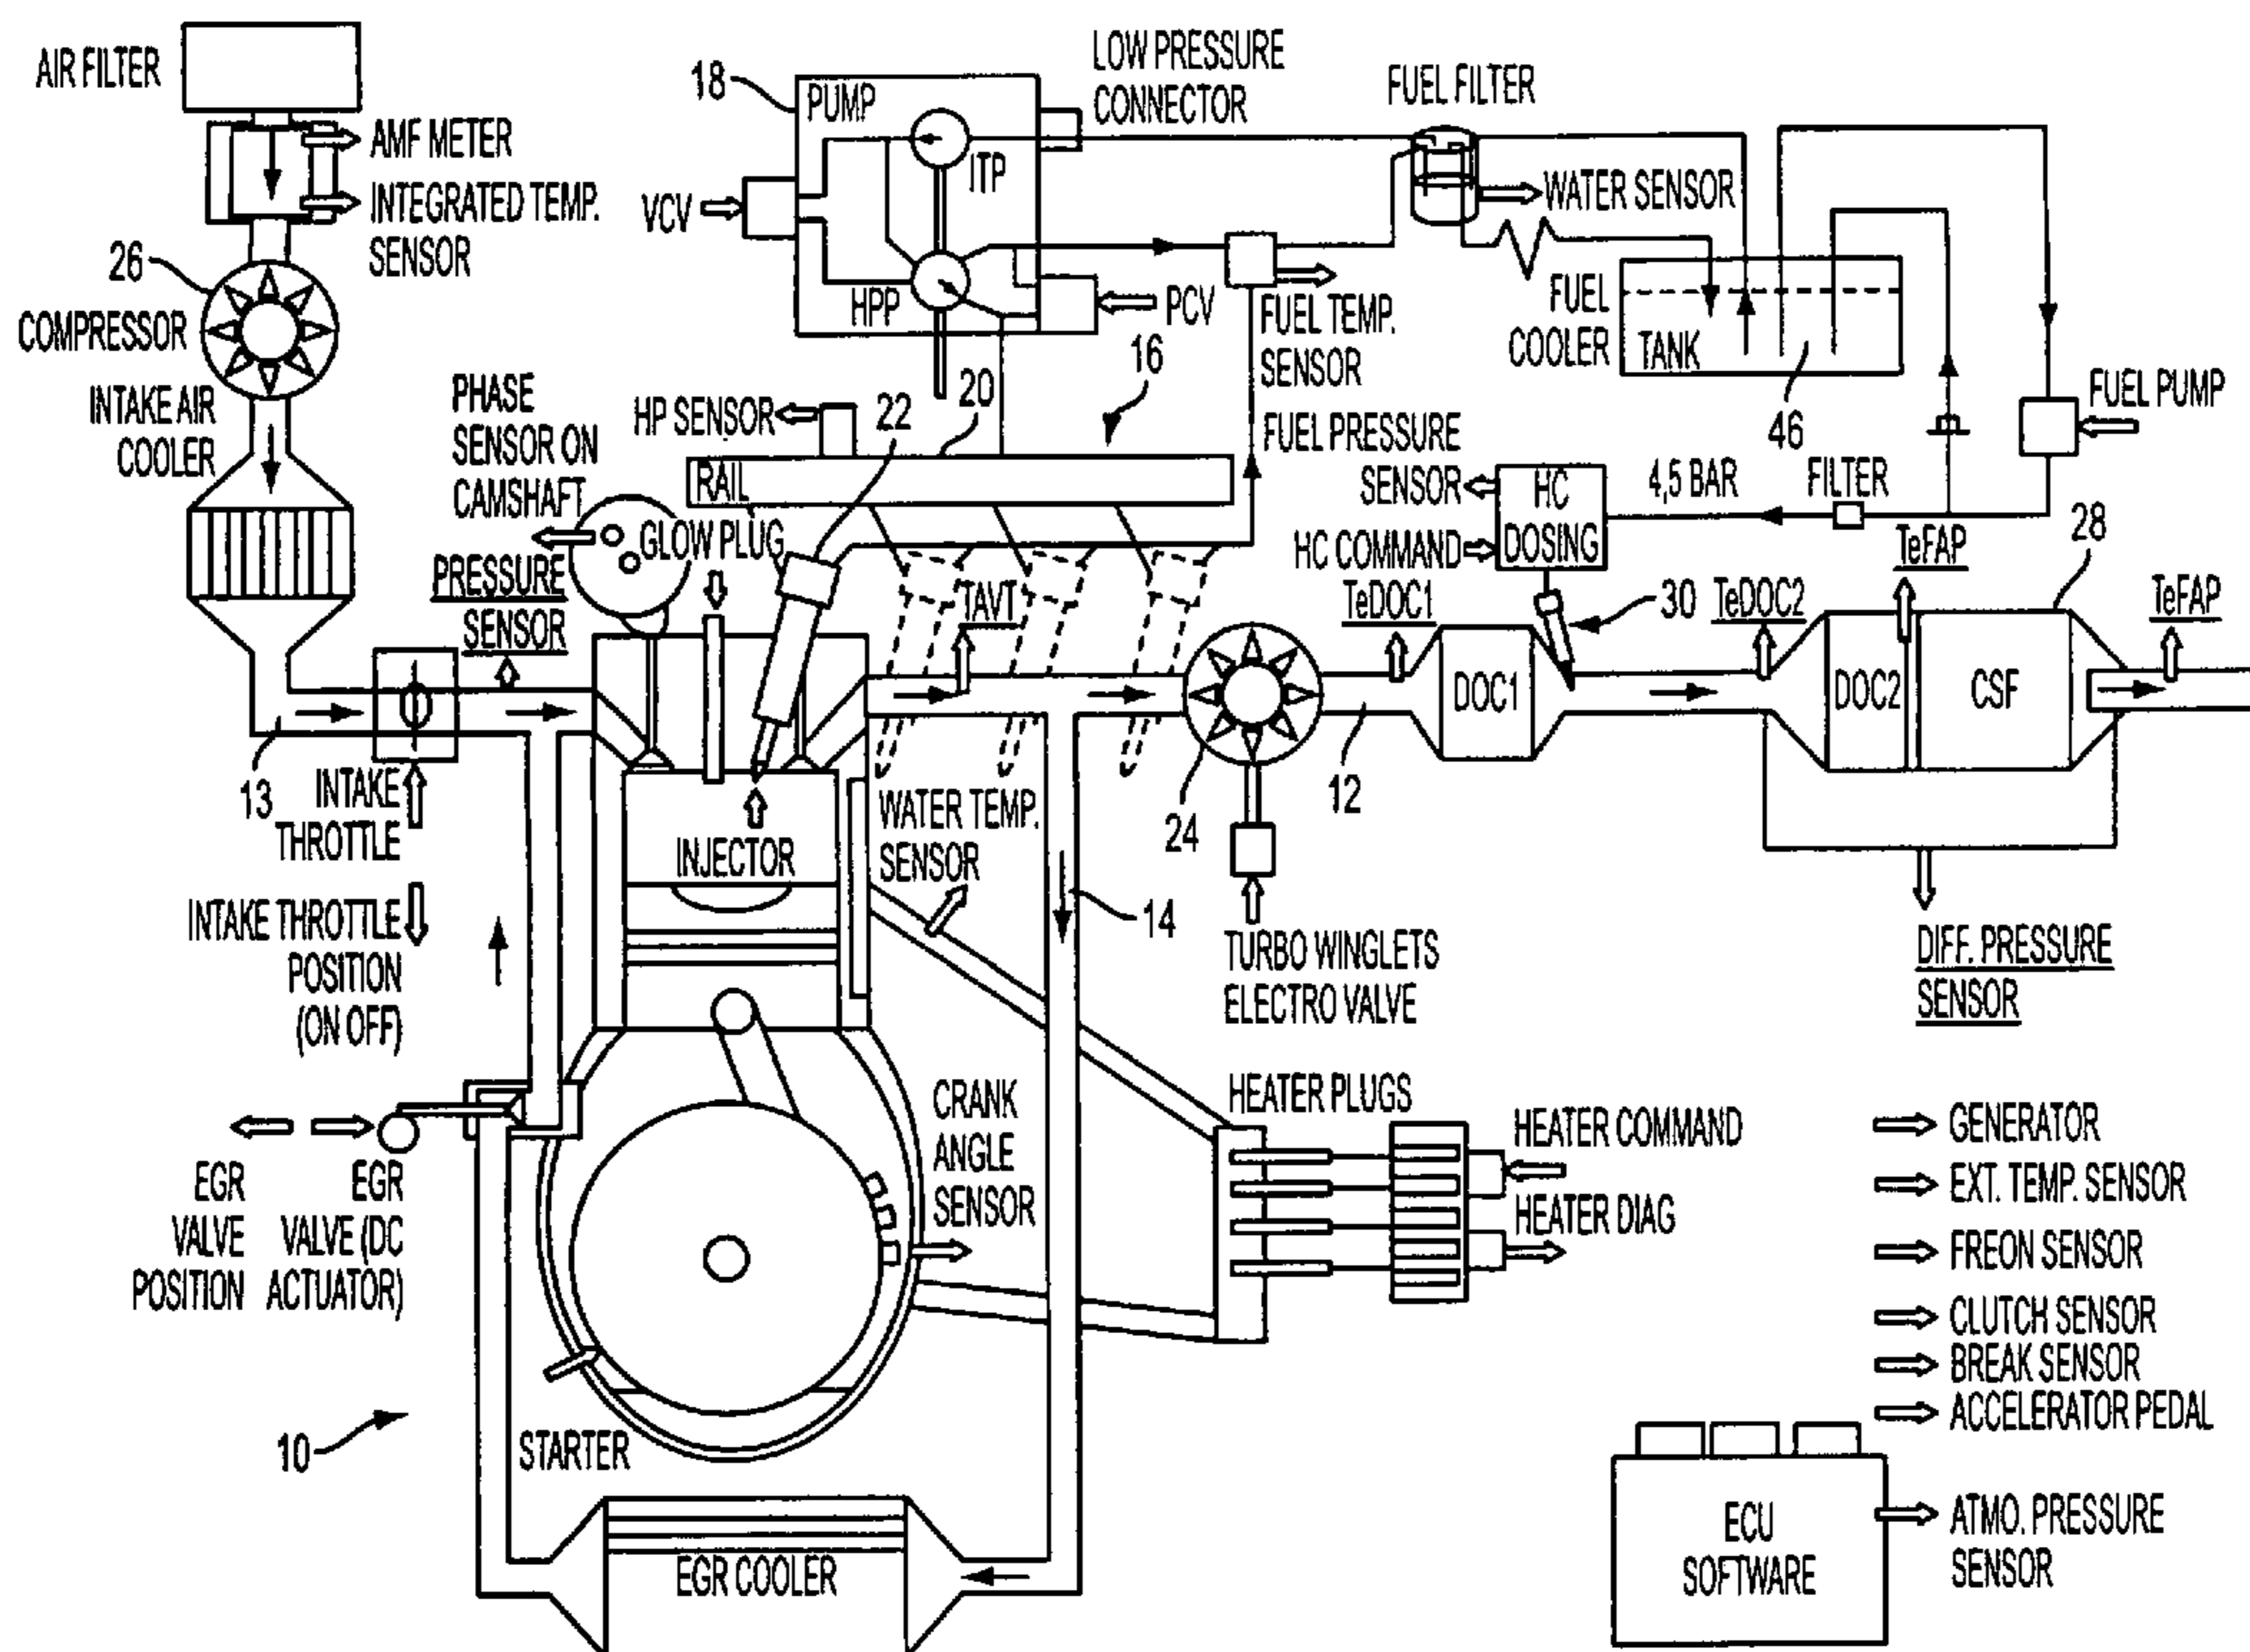 AIR FILTER
AMF METER
INTEGRATED TEMP.
SENSOR
26
COMPRESSOR
INTAKE AIR
COOLER
18
PUMP
ITP
VCV
HPP
PCV
LOW PRESSURE
CONNECTOR
FUEL FILTER
WATER SENSOR
FUEL TEMP.
SENSOR
FUEL
COOLER
TANK
46
FUEL PUMP
16
20
22
HP SENSOR
RAIL
PHASE
SENSOR ON
CAMSHAFT
GLOW PLUG
PRESSURE
SENSOR
FUEL PRESSURE
SENSOR
HC COMMAND
HC
DOSING
4,5 BAR
FILTER
TAVT
TeDOC1
30
TeDOC2
TeFAP
28
TeFAP
DOC1
DOC2
CSF
13
INTAKE
THROTTLE
INTAKE THROTTLE
POSITION
(ON OFF)
INJECTOR
WATER TEMP.
SENSOR
24
12
14
TURBO WINGLETS
ELECTRO VALVE
DIFF. PRESSURE
SENSOR
EGR
VALVE
POSITION
EGR
VALVE (DC
ACTUATOR)
CRANK
ANGLE
SENSOR
HEATER PLUGS
HEATER COMMAND
HEATER DIAG
GENERATOR
EXT. TEMP. SENSOR
FREON SENSOR
CLUTCH SENSOR
BREAK SENSOR
ACCELERATOR PEDAL
10
STARTER
EGR COOLER
ECU
SOFTWARE
ATMO. PRESSURE
SENSOR